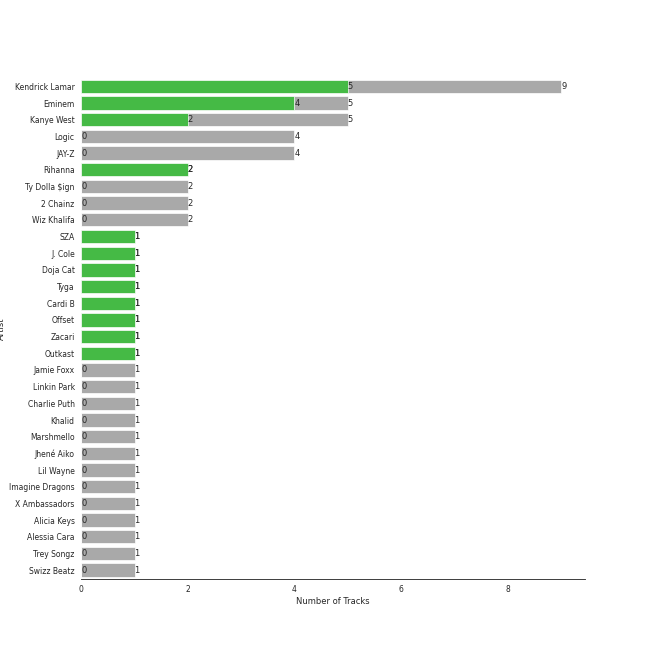 Kendrick Lamar 5 9
Eminem 4 5
Kanye West 2 5
Logic 0 4
JAY-Z 0 4
Rihanna 2
Ty Dolla $ign 0 2
2 Chainz 0 2
Wiz Khalifa 0 2
SZA 1
J. Cole 1
Doja Cat 1
Tyga 1
Cardi B 1
Offset 1
Zacari 1
Outkast 1
Jamie Foxx 0 1
Linkin Park 0 1
Charlie Puth 0 1
Khalid 0 1
Marshmello 0 1
Jhené Aiko 0 1
Lil Wayne 0 1
Imagine Dragons 0 1
X Ambassadors 0 1
Alicia Keys 0 1
Alessia Cara 0 1
Trey Songz 0 1
Swizz Beatz 0 1
0 2 4 6 8
Number of Tracks
Artist